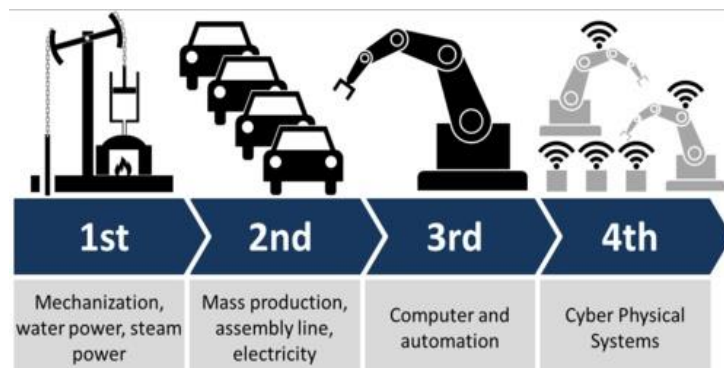 1st
2nd
3rd
4th
Mechanization,
water power, steam
power
Mass production,
assembly line,
electricity
Computer and
automation
Cyber Physical
Systems